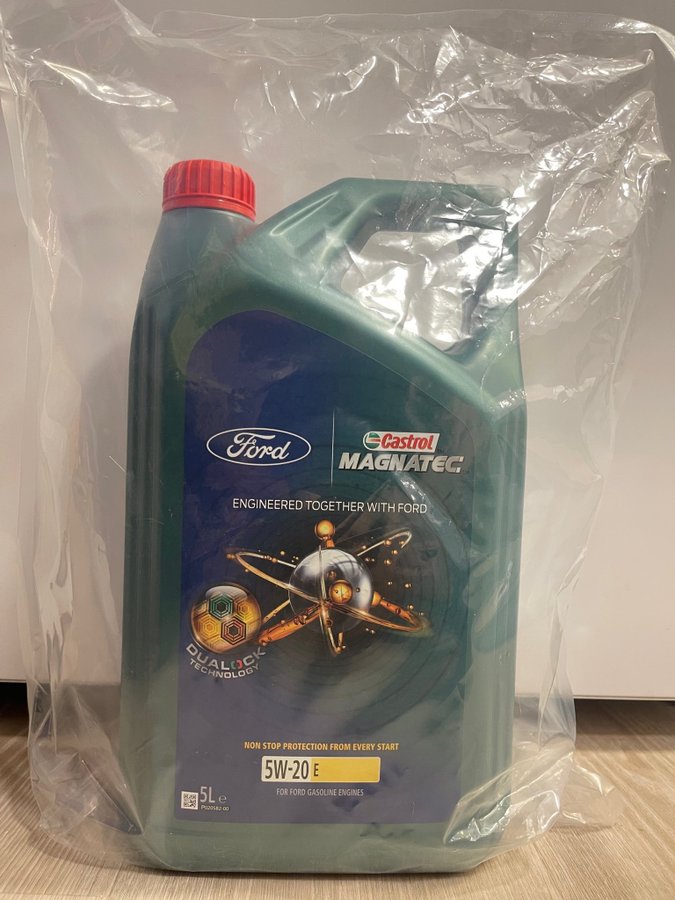 Ford
Castrol
MAGNATEC
ENGINEERED TOGETHER WITH FORD
DUALOCK
TECHNOLOGY
NON STOP PROTECTION FROM EVERY START
5W-20 E
FOR FORD GASOLINE ENGINES
5L e